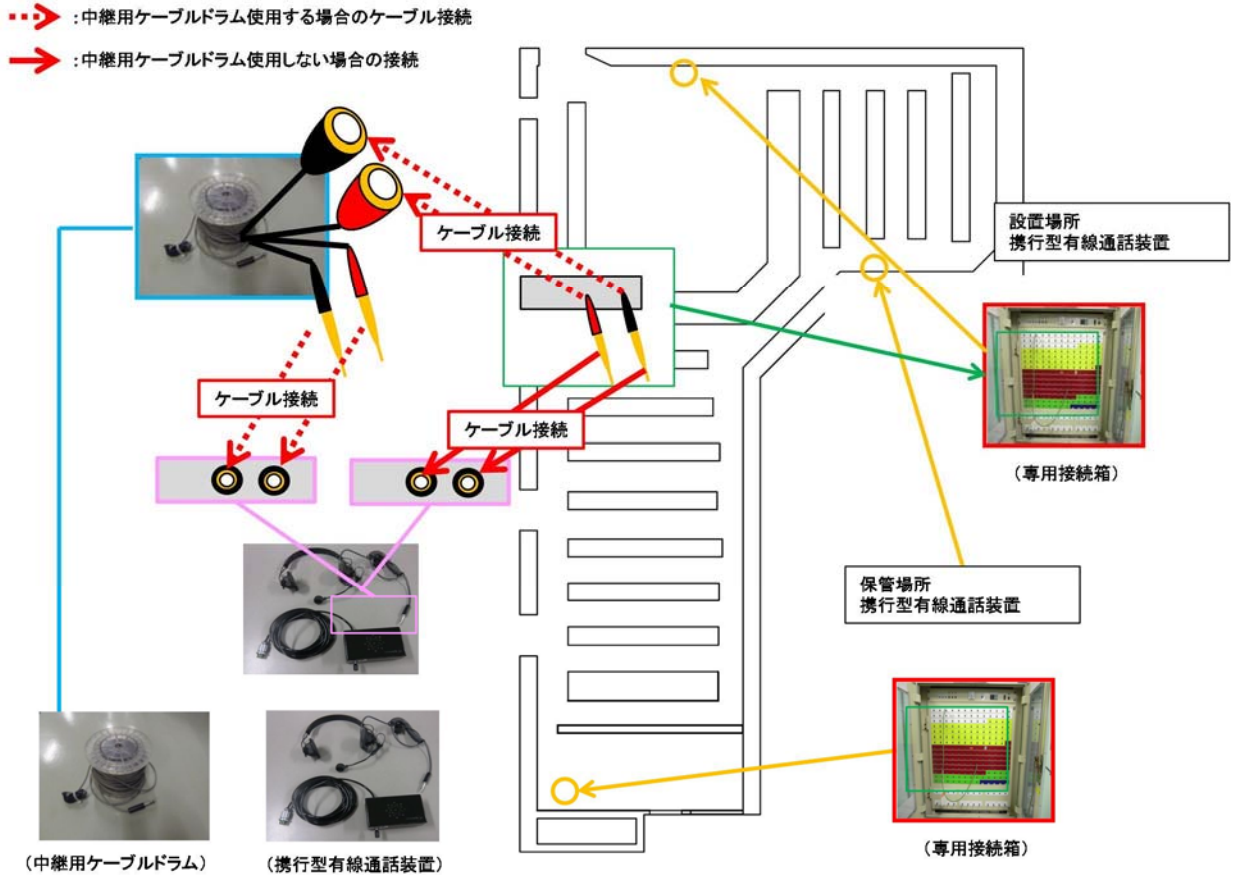 :中継用ケーブルドラム使用する場合のケーブル接続
:中継用ケーブルドラム使用しない場合の接続
ケーブル接続
設置場所
携行型有線通話装置
ケーブル接続
ケーブル接続
(専用接続箱)
保管場所
携行型有線通話装置
(中継用ケーブルドラム)
(携行型有線通話装置)
(専用接続箱)